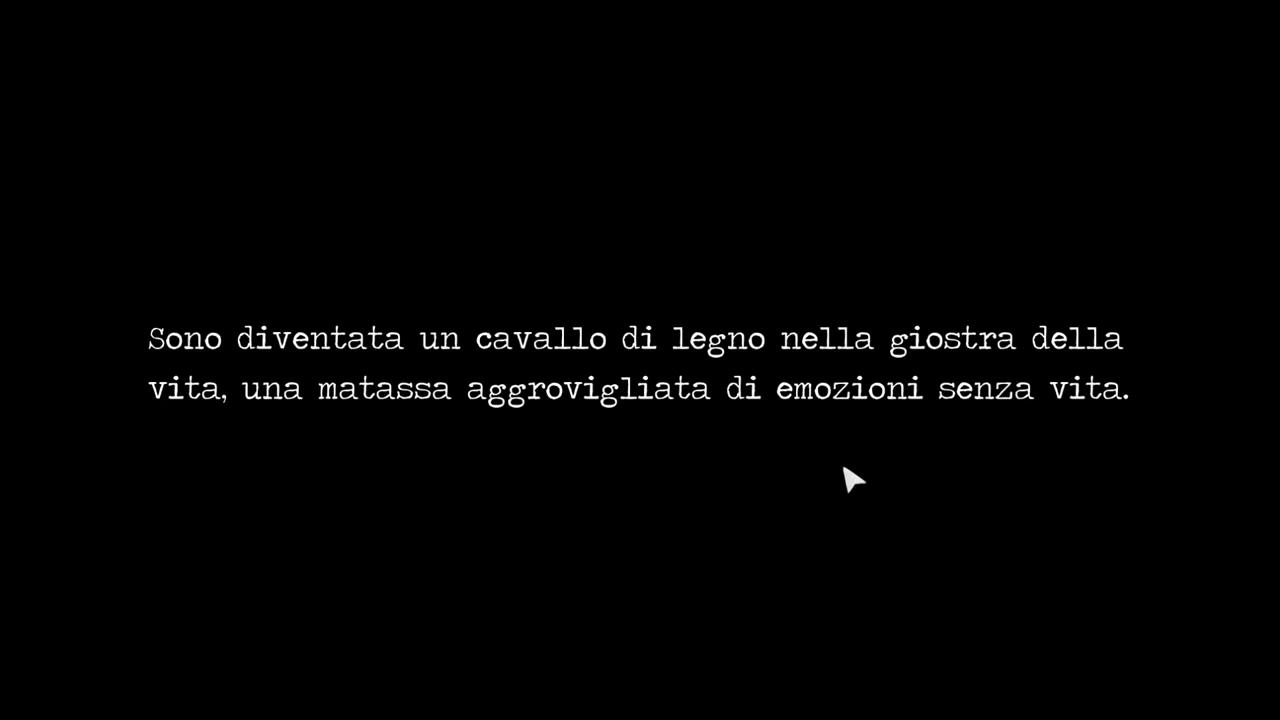 Sono diventata un cavallo di legno nella giostra della
vita, una matassa aggrovigliata di emozioni senza vita.